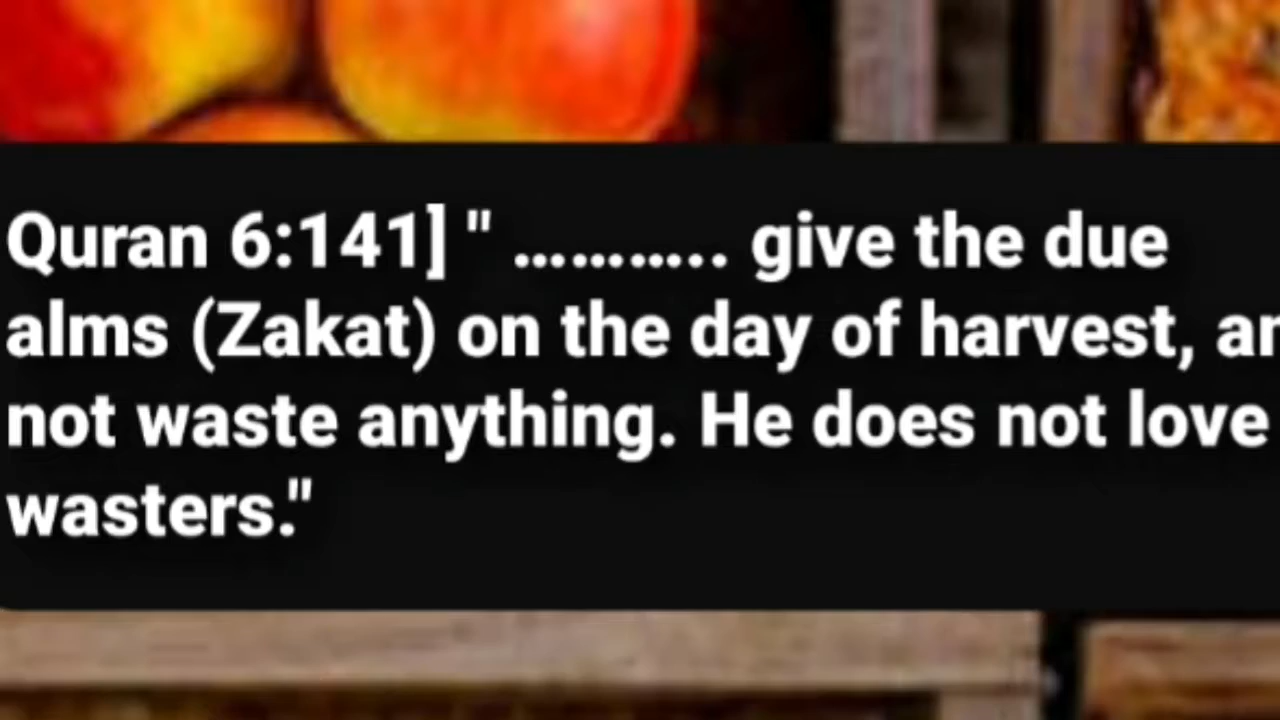 Quran 6:141] " ………... give the due
alms (Zakat) on the day of harvest, 
not waste anything. He does not love
wasters."